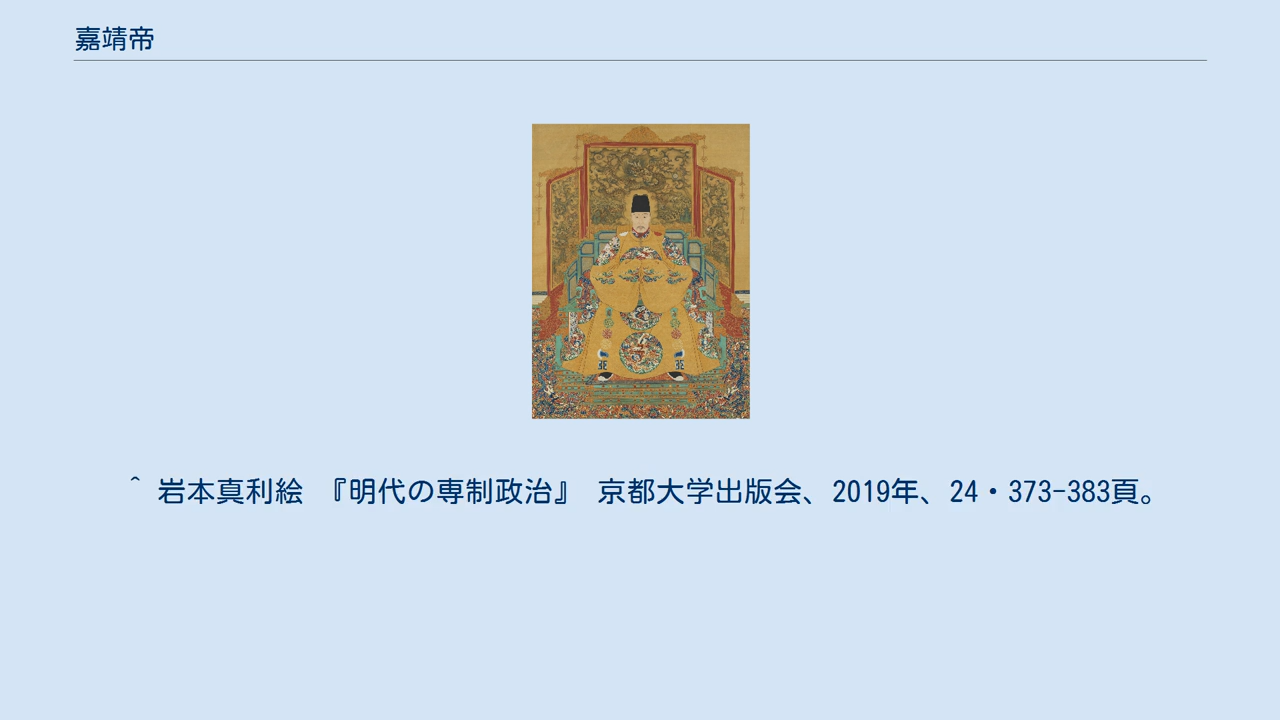 嘉靖帝
^ 岩本真利絵 『明代の専制政治』 京都大学出版会、2019年、24・373-383頁。